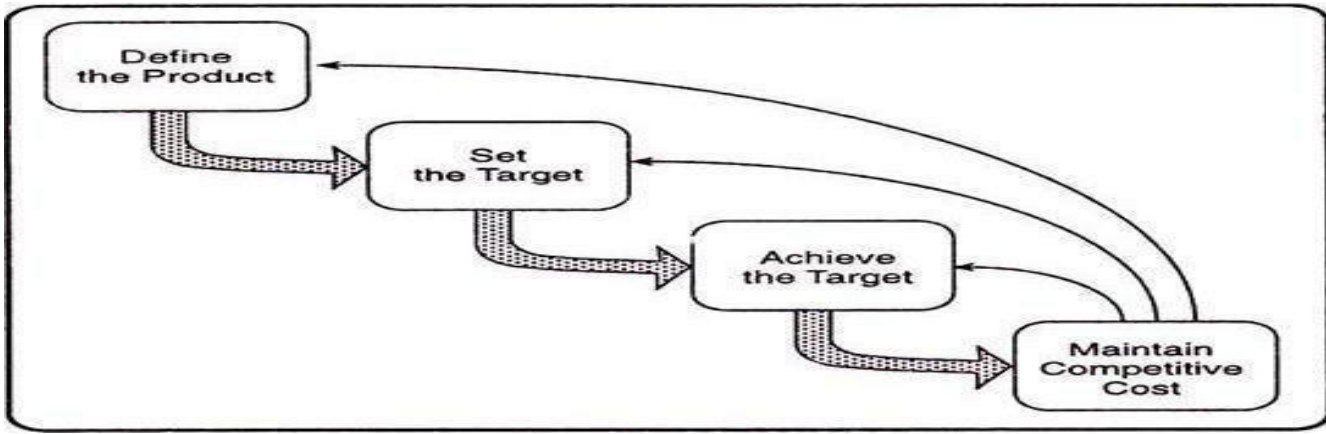 Define
the Product
Set
the Target
Achieve
the Target
Maintain
Competitive
Cost